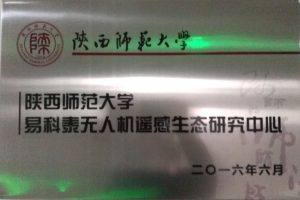 陕西师范大学
陕西师范大学
易科泰无人机遥感生态研究中心
二〇一六年六月